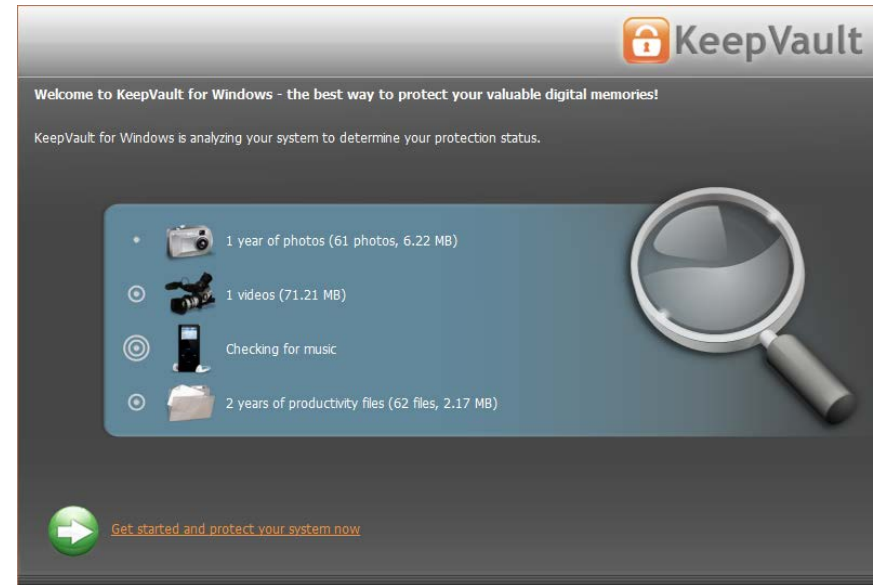 KeepVault
Welcome to KeepVault for Windows - the best way to protect your valuable digital memories!
KeepVault for Windows is analyzing your system to determine your protection status.
1 year of photos (61 photos, 6.22 MB)
1 videos (71.21 MB)
Checking for music
2 years of productivity files (62 files, 2.17 MB)
Get started and protect your system now